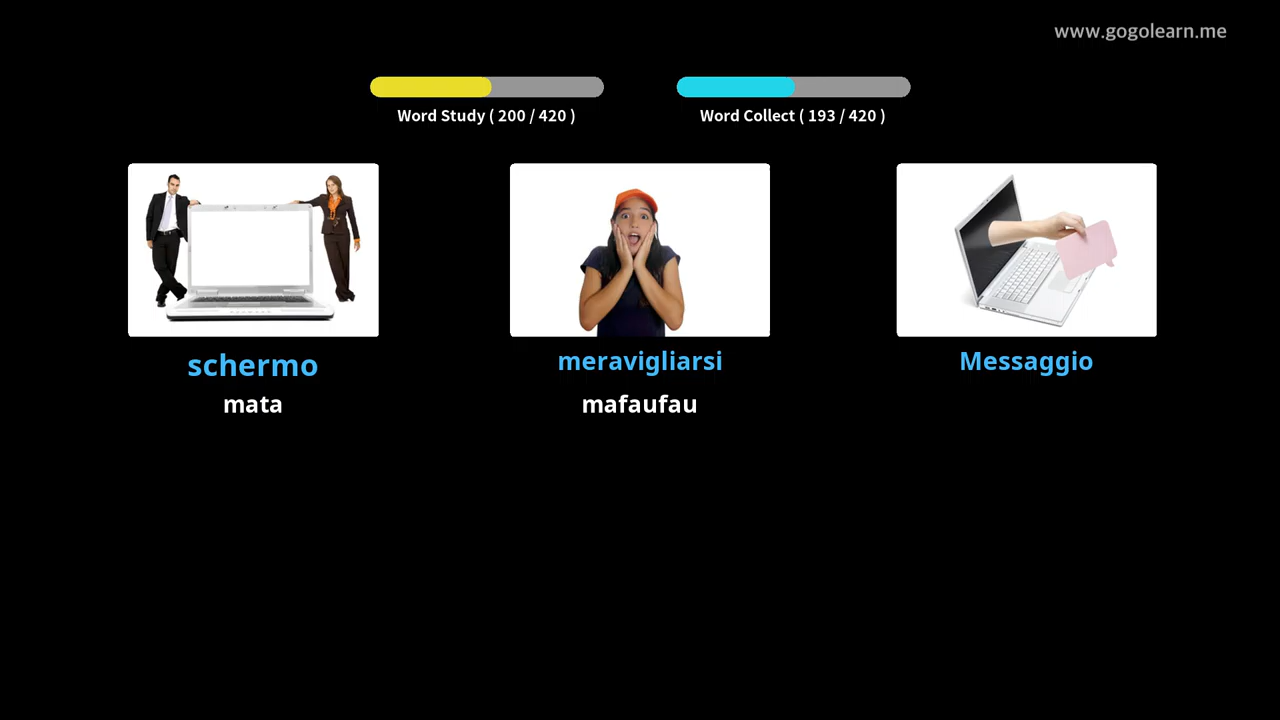 www.gogolearn.me
Word Study ( 200 / 420 )
Word Collect ( 193 / 420 )
schermo
meravigliarsi
Messaggio
mata
mafaufau